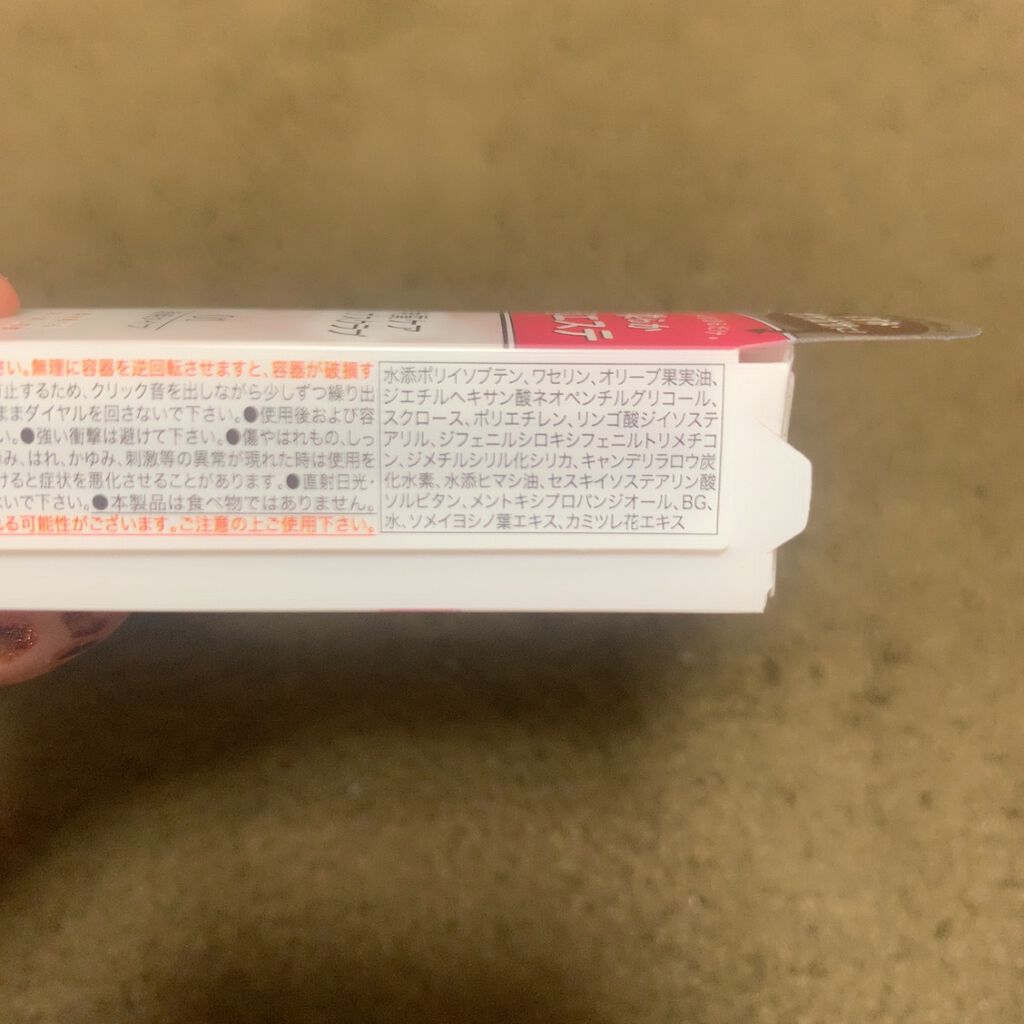 さい。無理に容器を逆回転させますと、容器が破損す
止するため、クリック音を出しながら少しずつ繰り出
ままダイヤルを回さないで下さい。●使用後および容
い。●強い衝撃は避けて下さい。●傷やはれもの、しっ
み、はれ、かゆみ、刺激等の異常が現れた時は使用を
けると症状を悪化させることがあります。●直射日光・
ないで下さい。●本製品は食べ物ではありません。
れる可能性がございます。ご注意の上ご使用下さい。
水添ポリイソブテン、ワセリン、オリーブ果実油、
ジエチルヘキサン酸ネオペンチルグリコール、
スクロース、ポリエチレン、リンゴ酸ジイソステ
アリル、ジフェニルシロキシフェニルトリメチコ
ン、ジメチルシリル化シリカ、キャンデリラロウ炭
化水素、水添ヒマシ油、セスキイソステアリン酸
ソルビタン、メントキシプロパンジオール、BG、
水、ソメイヨシノ葉エキス、カミツレ花エキス